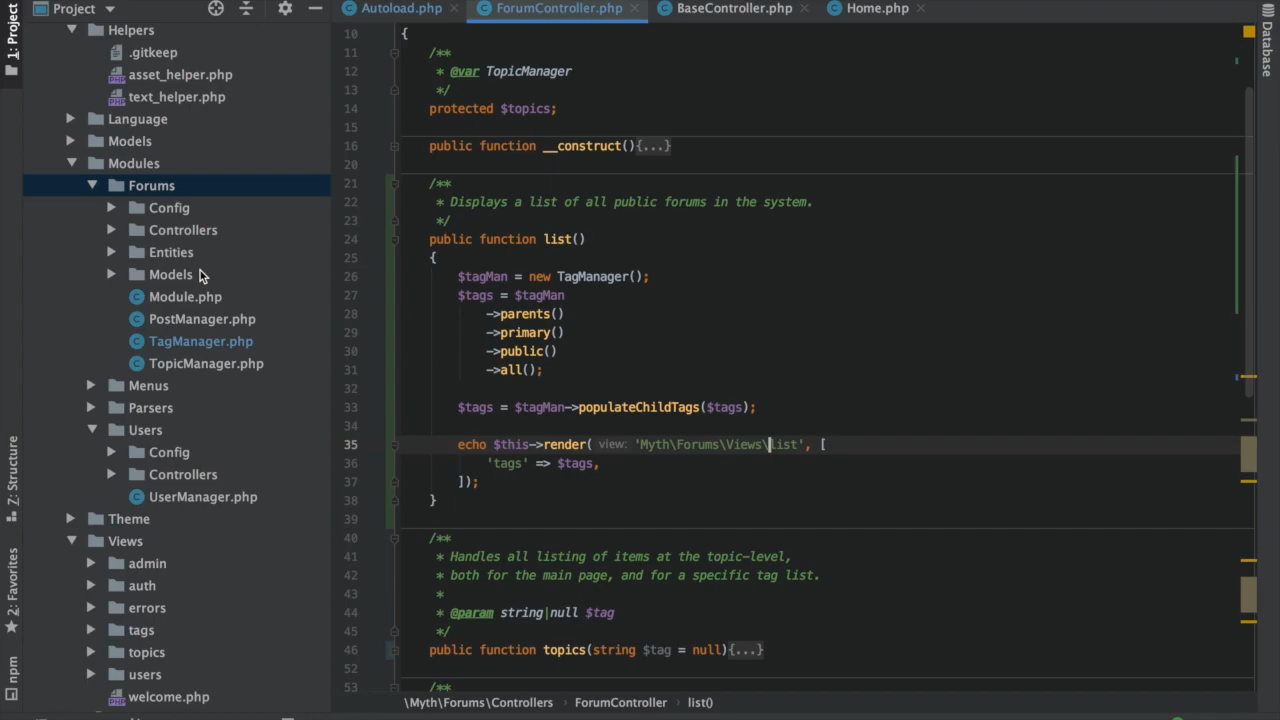 Project
Autoload.php
ForumController.php
BaseController.php
Home.php
1: Project
Z: Structure
2: Favorites
npm
Helpers
.gitkeep
asset_helper.php
text_helper.php
Language
Models
Modules
Forums
Config
Controllers
Entities
Models
Module.php
PostManager.php
TagManager.php
TopicManager.php
Menus
Parsers
Users
Config
Controllers
UserManager.php
Theme
Views
admin
auth
errors
tags
topics
users
welcome.php
10 {
11 /**
12 * @var TopicManager
13 */
14 protected $topics;
15
16 public function __construct(){...}
20
21 /**
22 * Displays a list of all public forums in the system.
23 */
24 public function list()
25 {
26 $tagMan = new TagManager();
27 $tags = $tagMan
28 ->parents()
29 ->primary()
30 ->public()
31 ->all();
32
33 $tags = $tagMan->populateChildTags($tags);
34
35 echo $this->render( view: 'Myth\Forums\Views\list', [
36 'tags' => $tags,
37 ]);
38 }
39
40 /**
41 * Handles all listing of items at the topic-level,
42 * both for the main page, and for a specific tag list.
43 *
44 * @param string|null $tag
45 */
46 public function topics(string $tag = null){...}
52
53 /**
\Myth\Forums\Controllers
ForumController
list()
Database